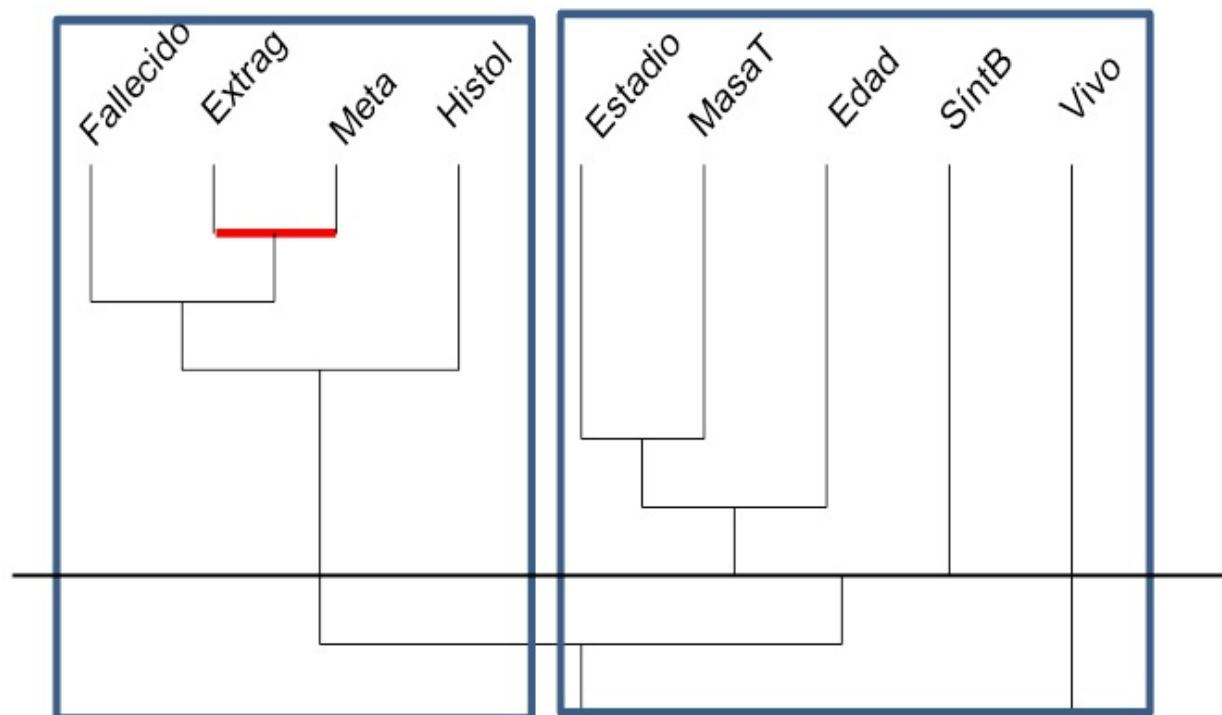 Fallecido
Extrag
Meta
Histol
Estadio
MasaT
Edad
SíntB
Vivo